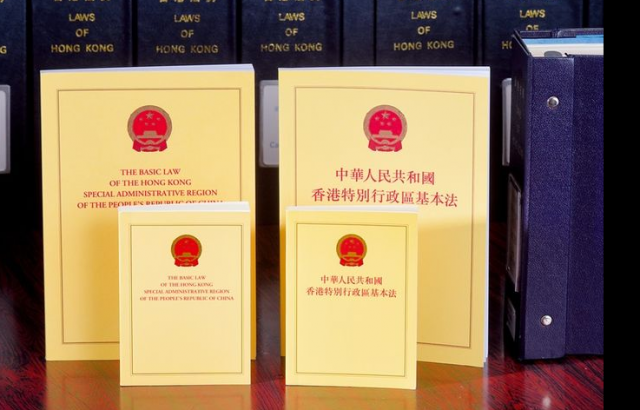 LAWS
OF
HONG KONG
LAWS
OF
HONG KONG
LAWS
OF
HONG KONG
LAWS
OF
HONG KONG
LAWS
OF
THE BASIC LAW
OF THE HONG KONG
SPECIAL ADMINISTRATIVE REGION
OF THE PEOPLE'S REPUBLIC OF CHINA
中華人民共和國
香港特別行政區基本法
THE BASIC LAW
OF THE HONG KONG
SPECIAL ADMINISTRATIVE REGION
OF THE PEOPLE'S REPUBLIC OF CHINA
中華人民共和國
香港特別行政區基本法